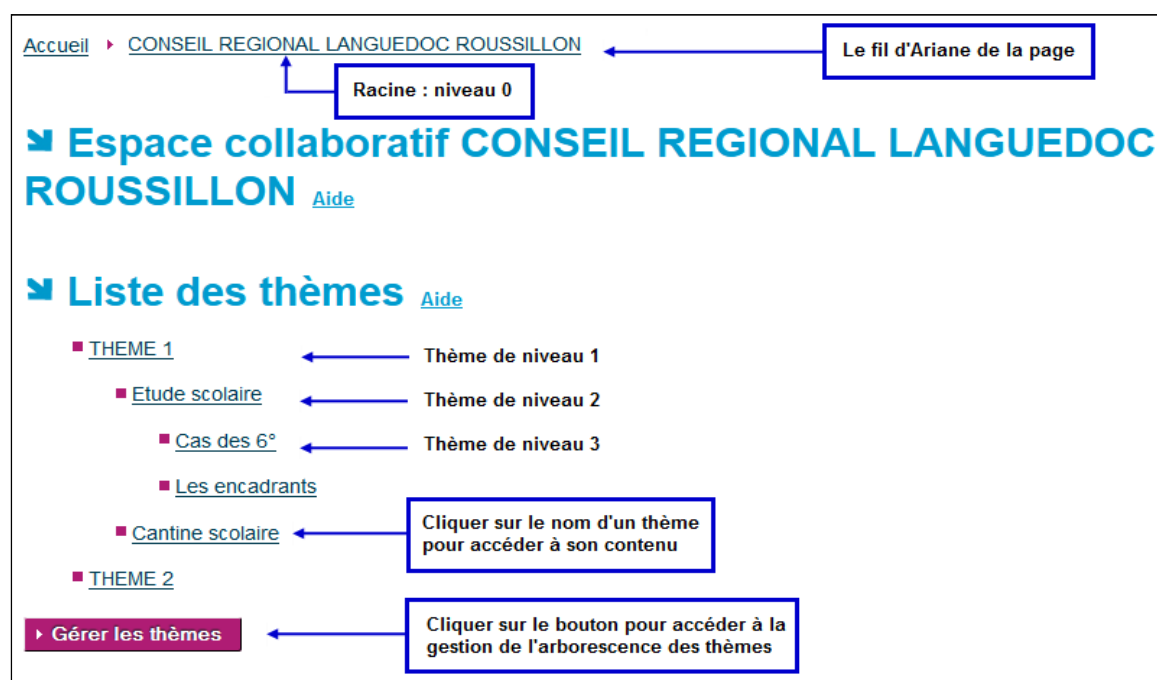 Accueil CONSEIL REGIONAL LANGUEDOC ROUSSILLON
Le fil d'Ariane de la page
Racine : niveau 0
Espace collaboratif CONSEIL REGIONAL LANGUEDOC
ROUSSILLON Aide
Liste des thèmes Aide
THEME 1
Thème de niveau 1
Etude scolaire
Thème de niveau 2
Cas des 6°
Thème de niveau 3
Les encadrants
Cantine scolaire
Cliquer sur le nom d'un thème
pour accéder à son contenu
THEME 2
Gérer les thèmes
Cliquer sur le bouton pour accéder à la
gestion de l'arborescence des thèmes